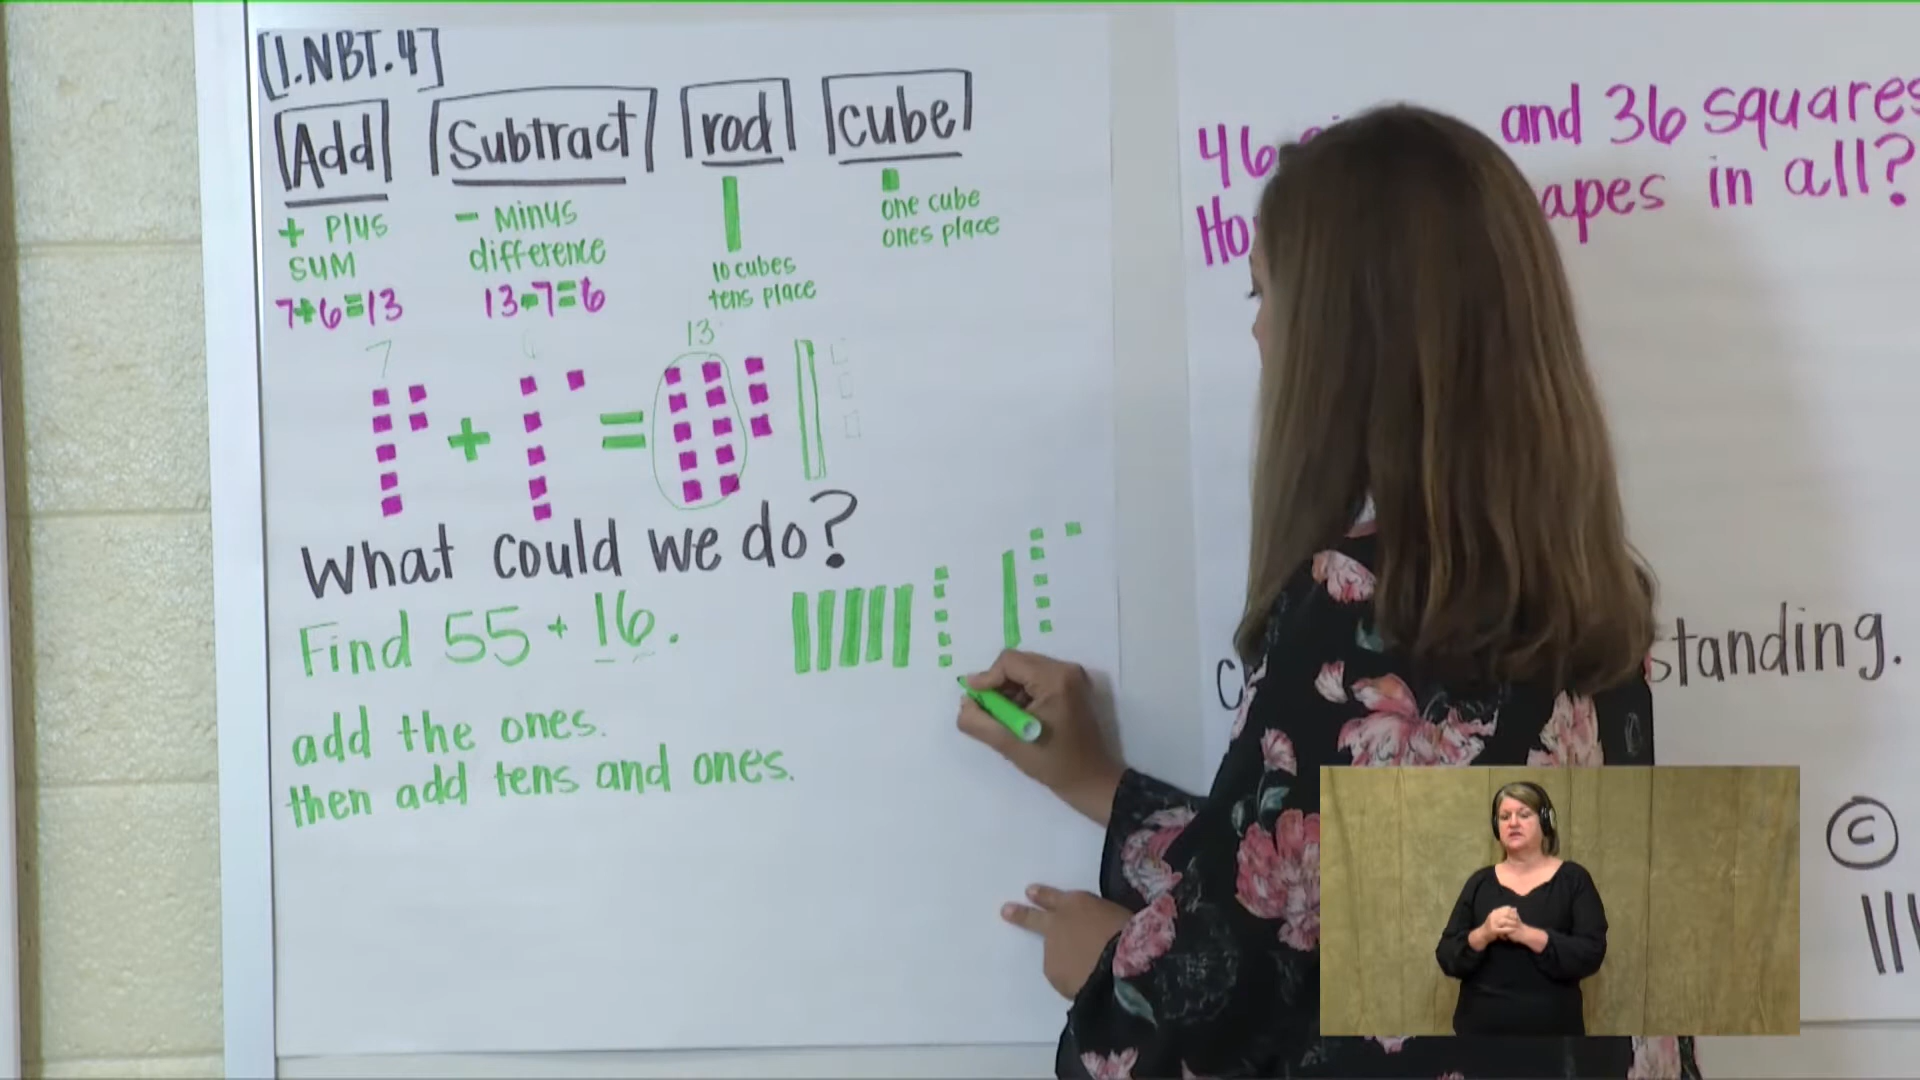 [1.NBT.4]
Add Subtract rod cube
+ Plus
sum
7+6=13
- Minus
difference
13-7=6
10 cubes
tens place
one cube
ones place
7
13
+ =
What could we do?
Find 55 + 16.
add the ones.
then add tens and ones.
46 and 36 squares
in all?
standing.
C